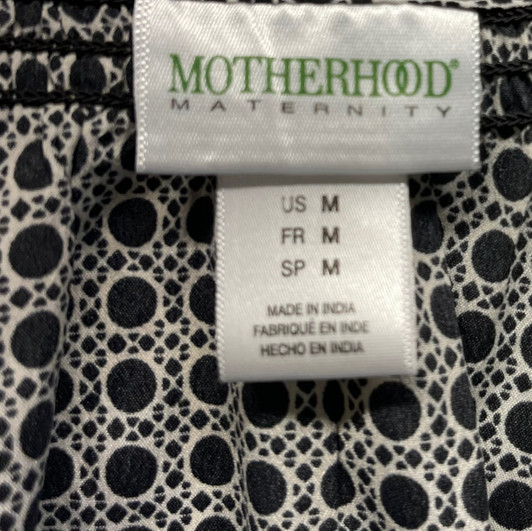 MOTHERHOOD®
MATERNITY
US M
FR M
SP M
MADE IN INDIA
FABRIQUÉ EN INDE
HECHO EN INDIA